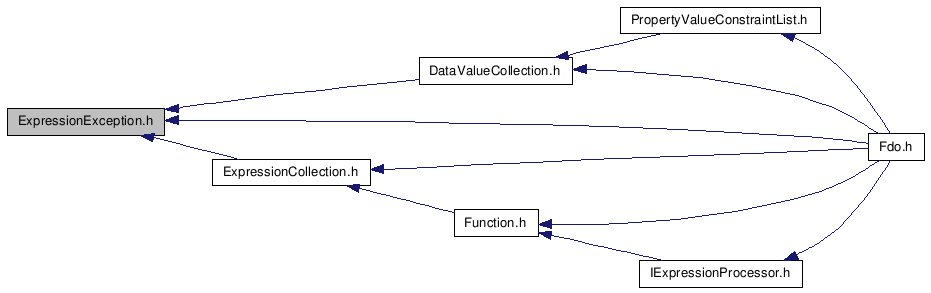 PropertyValueConstraintList.h
DataValueCollection.h
ExpressionException.h
Fdo.h
ExpressionCollection.h
Function.h
IExpressionProcessor.h